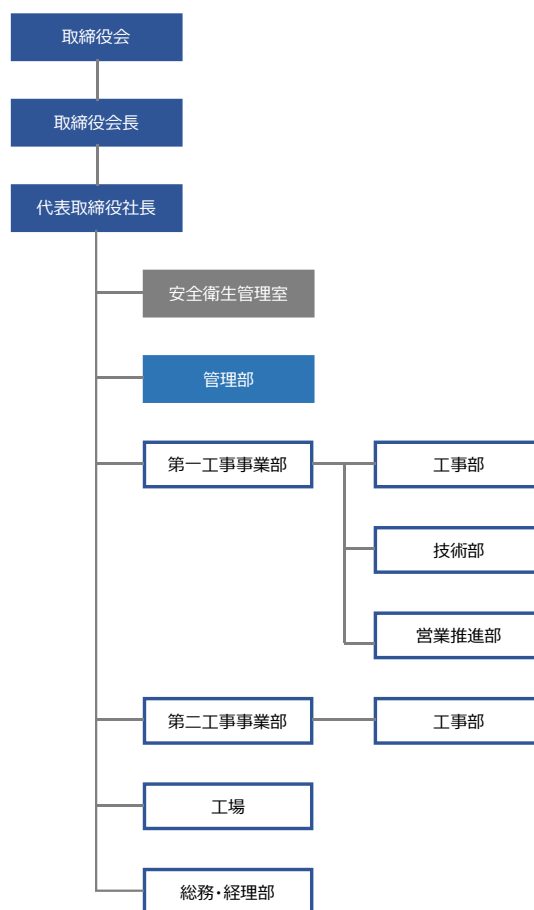 取締役会
取締役会長
代表取締役社長
安全衛生管理室
管理部
第一工事事業部
工事部
技術部
営業推進部
第二工事事業部
工事部
工場
総務・経理部